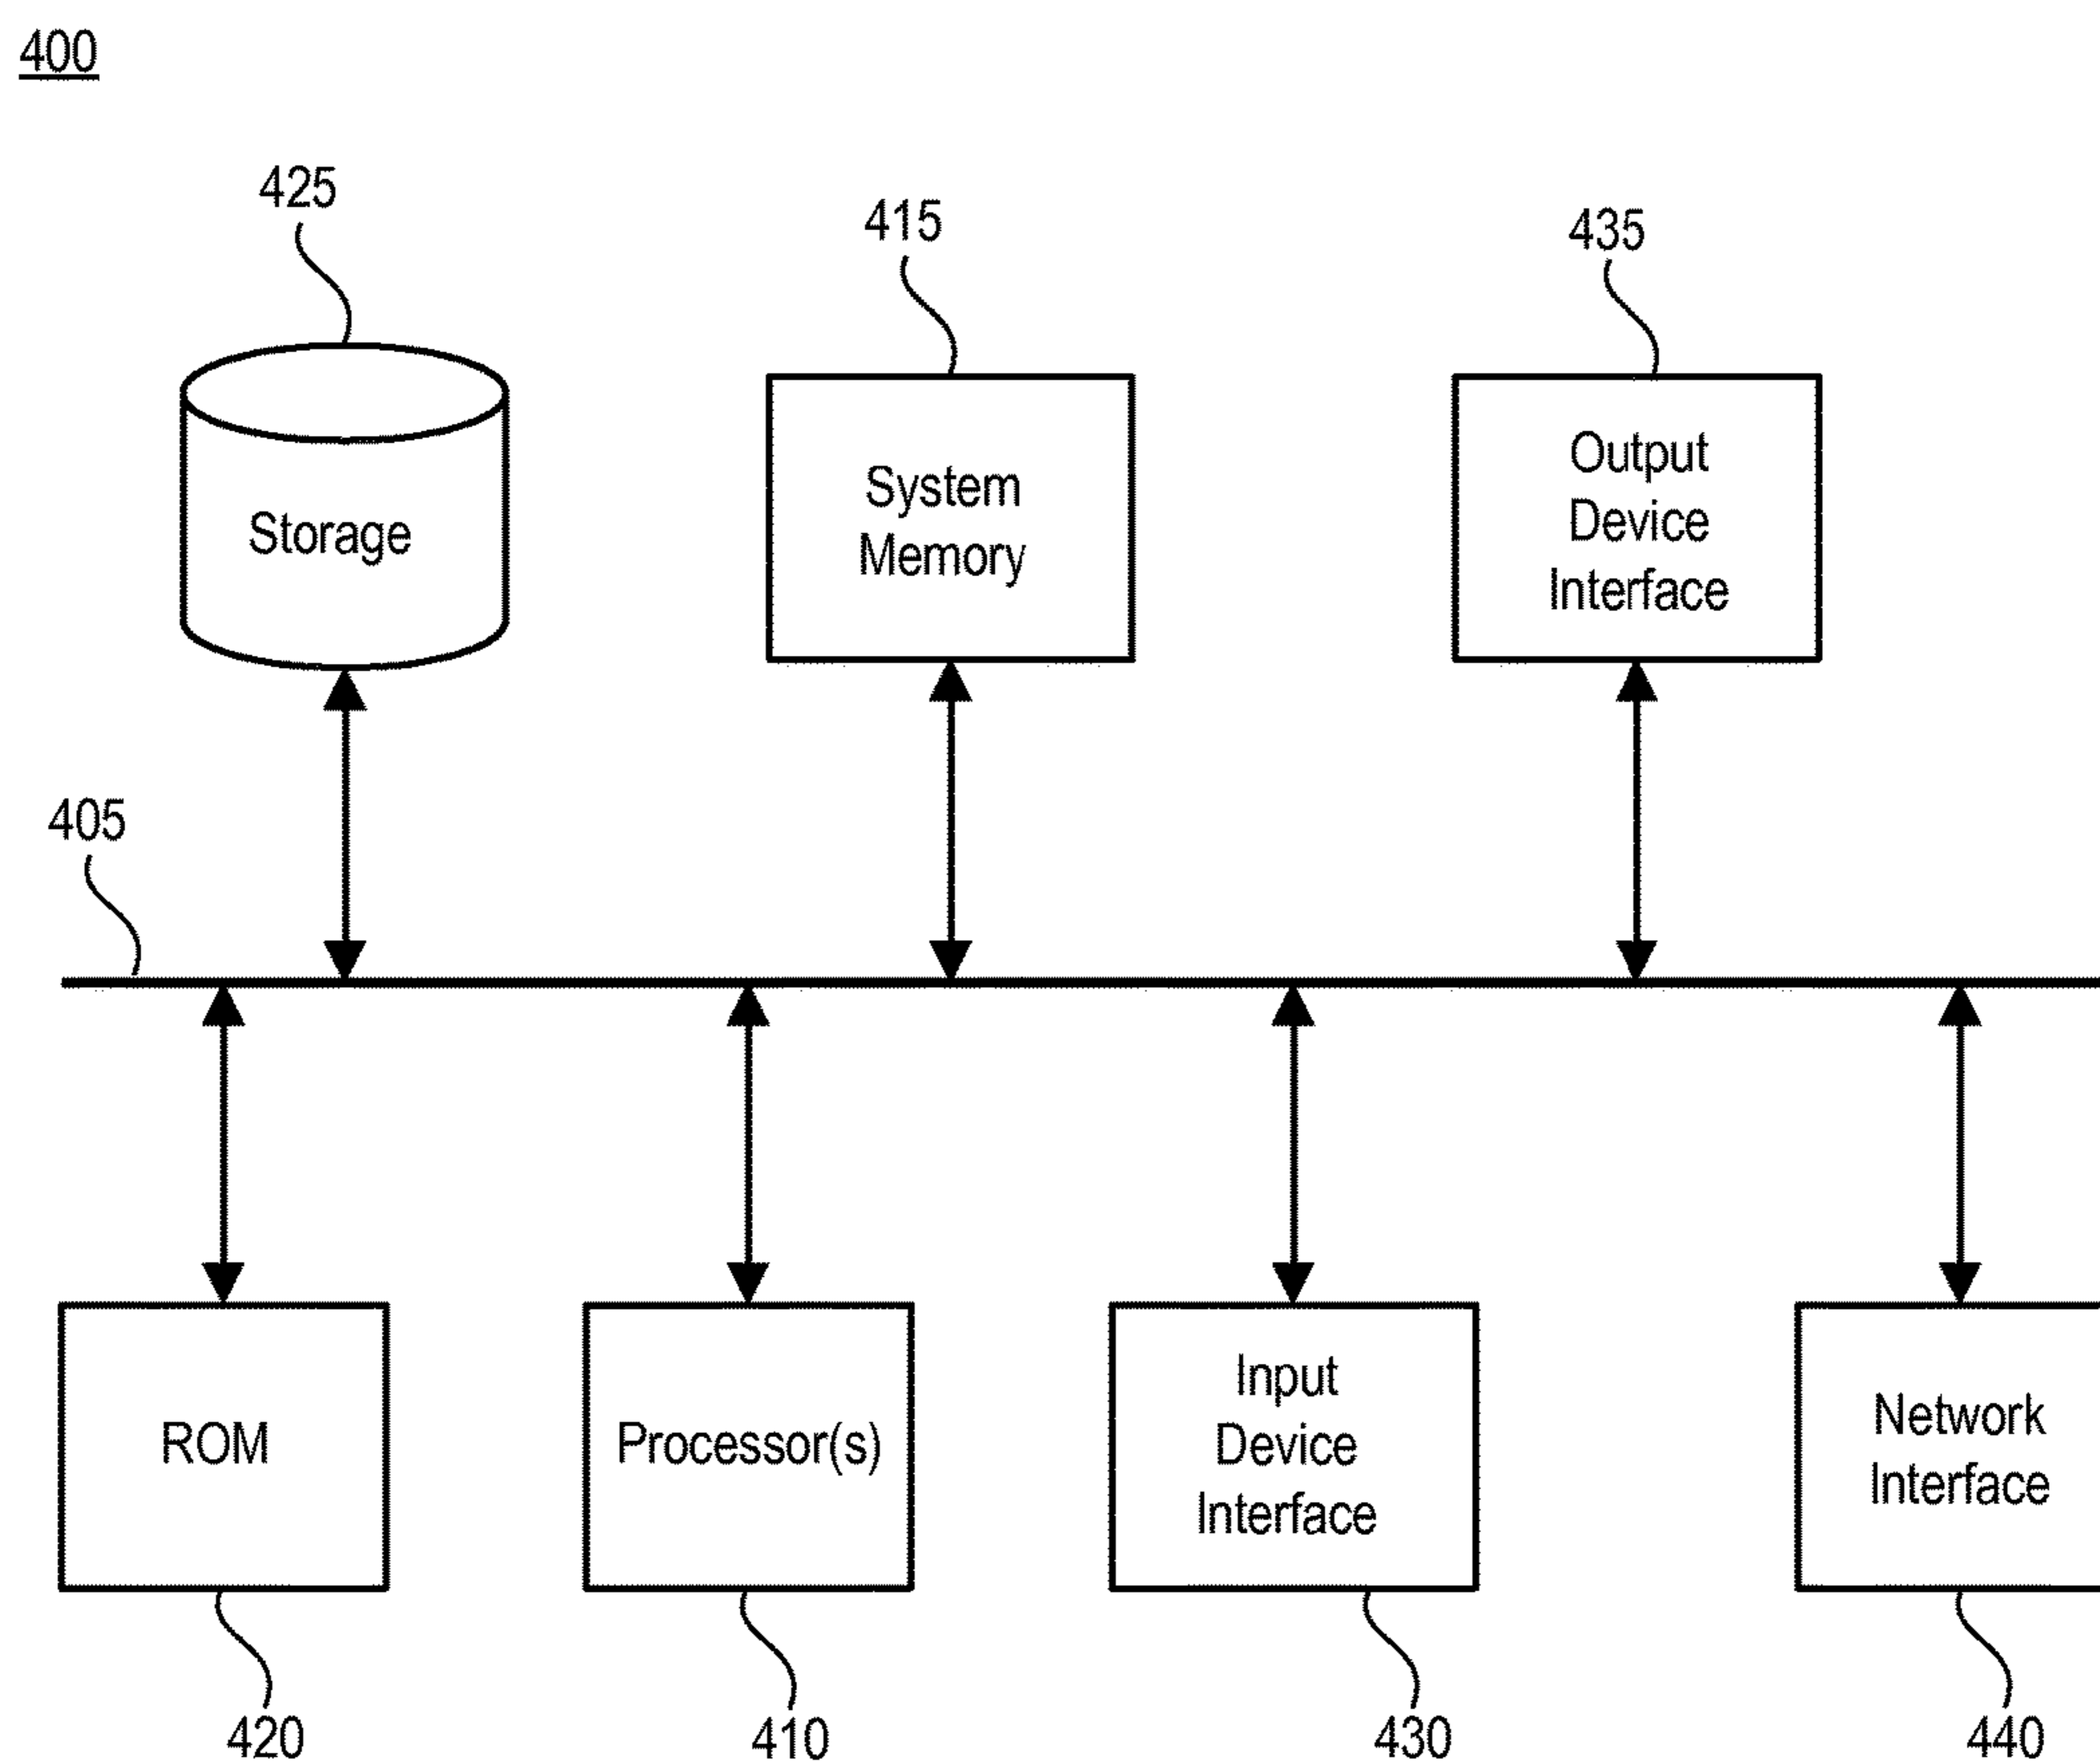 400
425
415
435
Storage
System
Memory
Output
Device
Interface
405
ROM
Processor(s)
Input
Device
Interface
Network
Interface
420
410
430
440